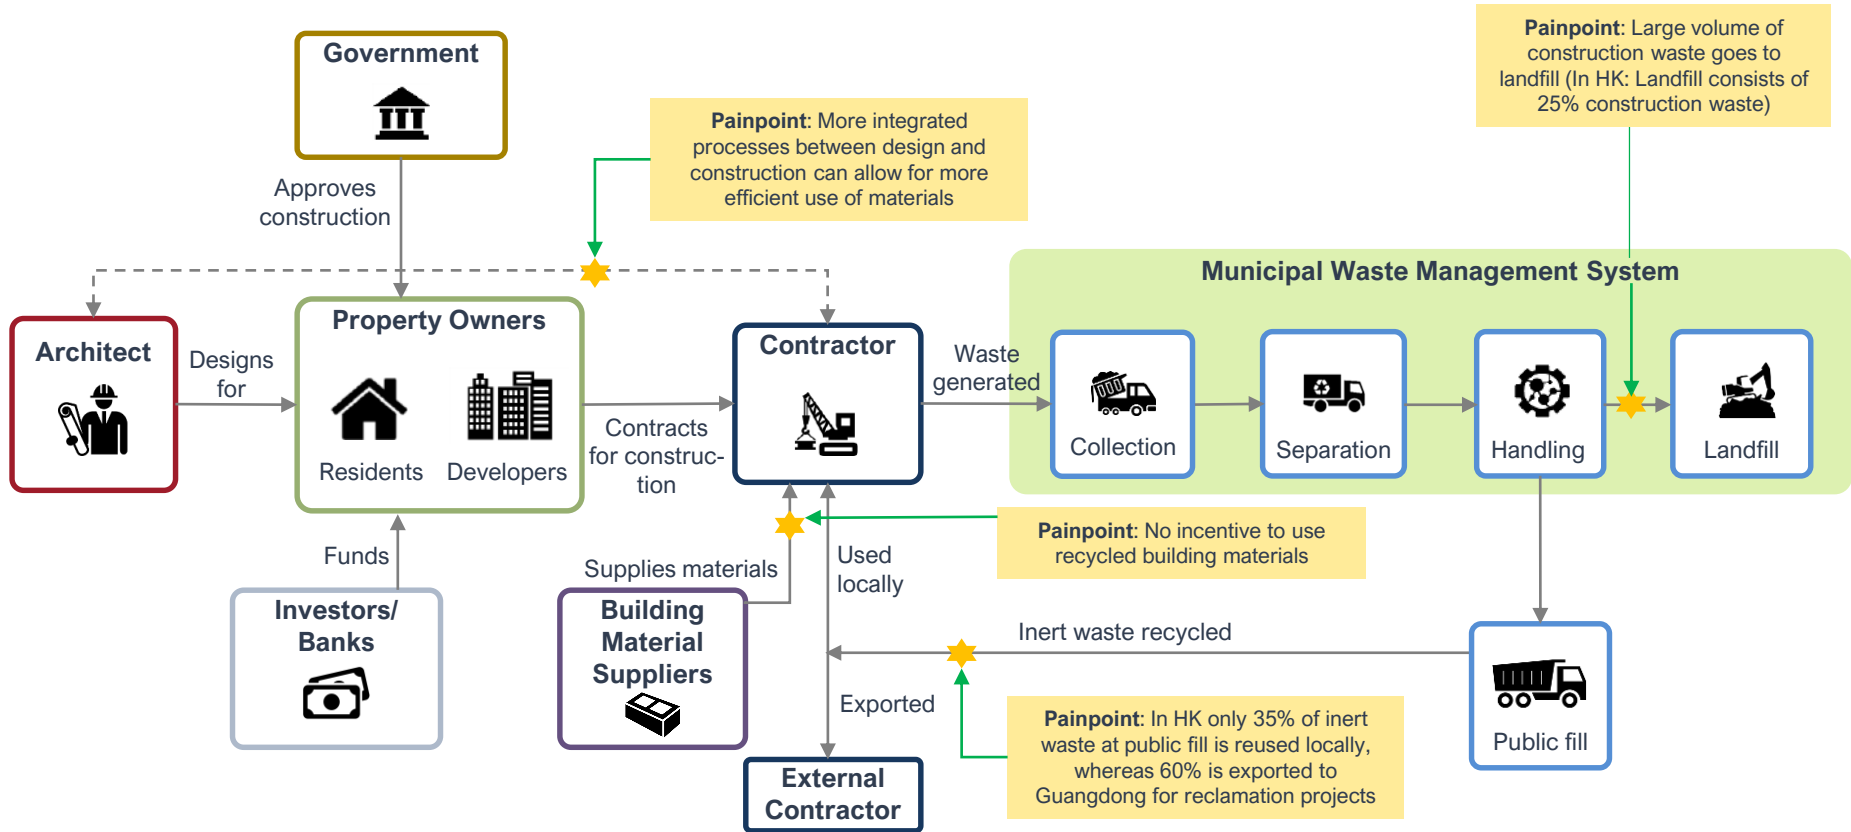 Government
Approves
construction
Painpoint: More integrated
processes between design and
construction can allow for more
efficient use of materials
Painpoint: Large volume of
construction waste goes to
landfill (In HK: Landfill consists of
25% construction waste)
Architect
Designs
for
Property Owners
Residents
Developers
Contracts
for construc-
tion
Contractor
Waste
generated
Municipal Waste Management System
Collection
Separation
Handling
Landfill
Funds
Investors/
Banks
Supplies materials
Building
Material
Suppliers
Used
locally
Painpoint: No incentive to use
recycled building materials
Inert waste recycled
Exported
External
Contractor
Painpoint: In HK only 35% of inert
waste at public fill is reused locally,
whereas 60% is exported to
Guangdong for reclamation projects
Public fill